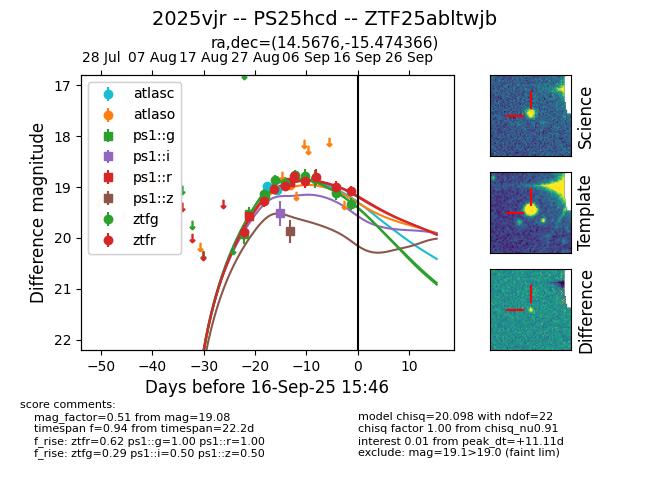 2025vjr -- PS25hcd -- ZTF25abltwjb
ra,dec=(14.5676,-15.474366)
28 Jul 07 Aug 17 Aug 27 Aug 06 Sep 16 Sep 26 Sep
17
18
19
20
21
22
Difference magnitude
atlasc
atlaso
ps1::g
ps1::i
ps1::r
ps1::z
ztfg
ztfr
−50 −40 −30 −20 −10 0 10
Days before 16-Sep-25 15:46
Science
Template
Difference
score comments:
mag_factor=0.51 from mag=19.08
timespan f=0.94 from timespan=22.2d
f_rise: ztfr=0.62 ps1::g=1.00 ps1::r=1.00
f_rise: ztfg=0.29 ps1::i=0.50 ps1::z=0.50
model chisq=20.098 with ndof=22
chisq factor 1.00 from chisq_nu0.91
interest 0.01 from peak_dt=+11.11d
exclude: mag=19.1>19.0 (faint lim)